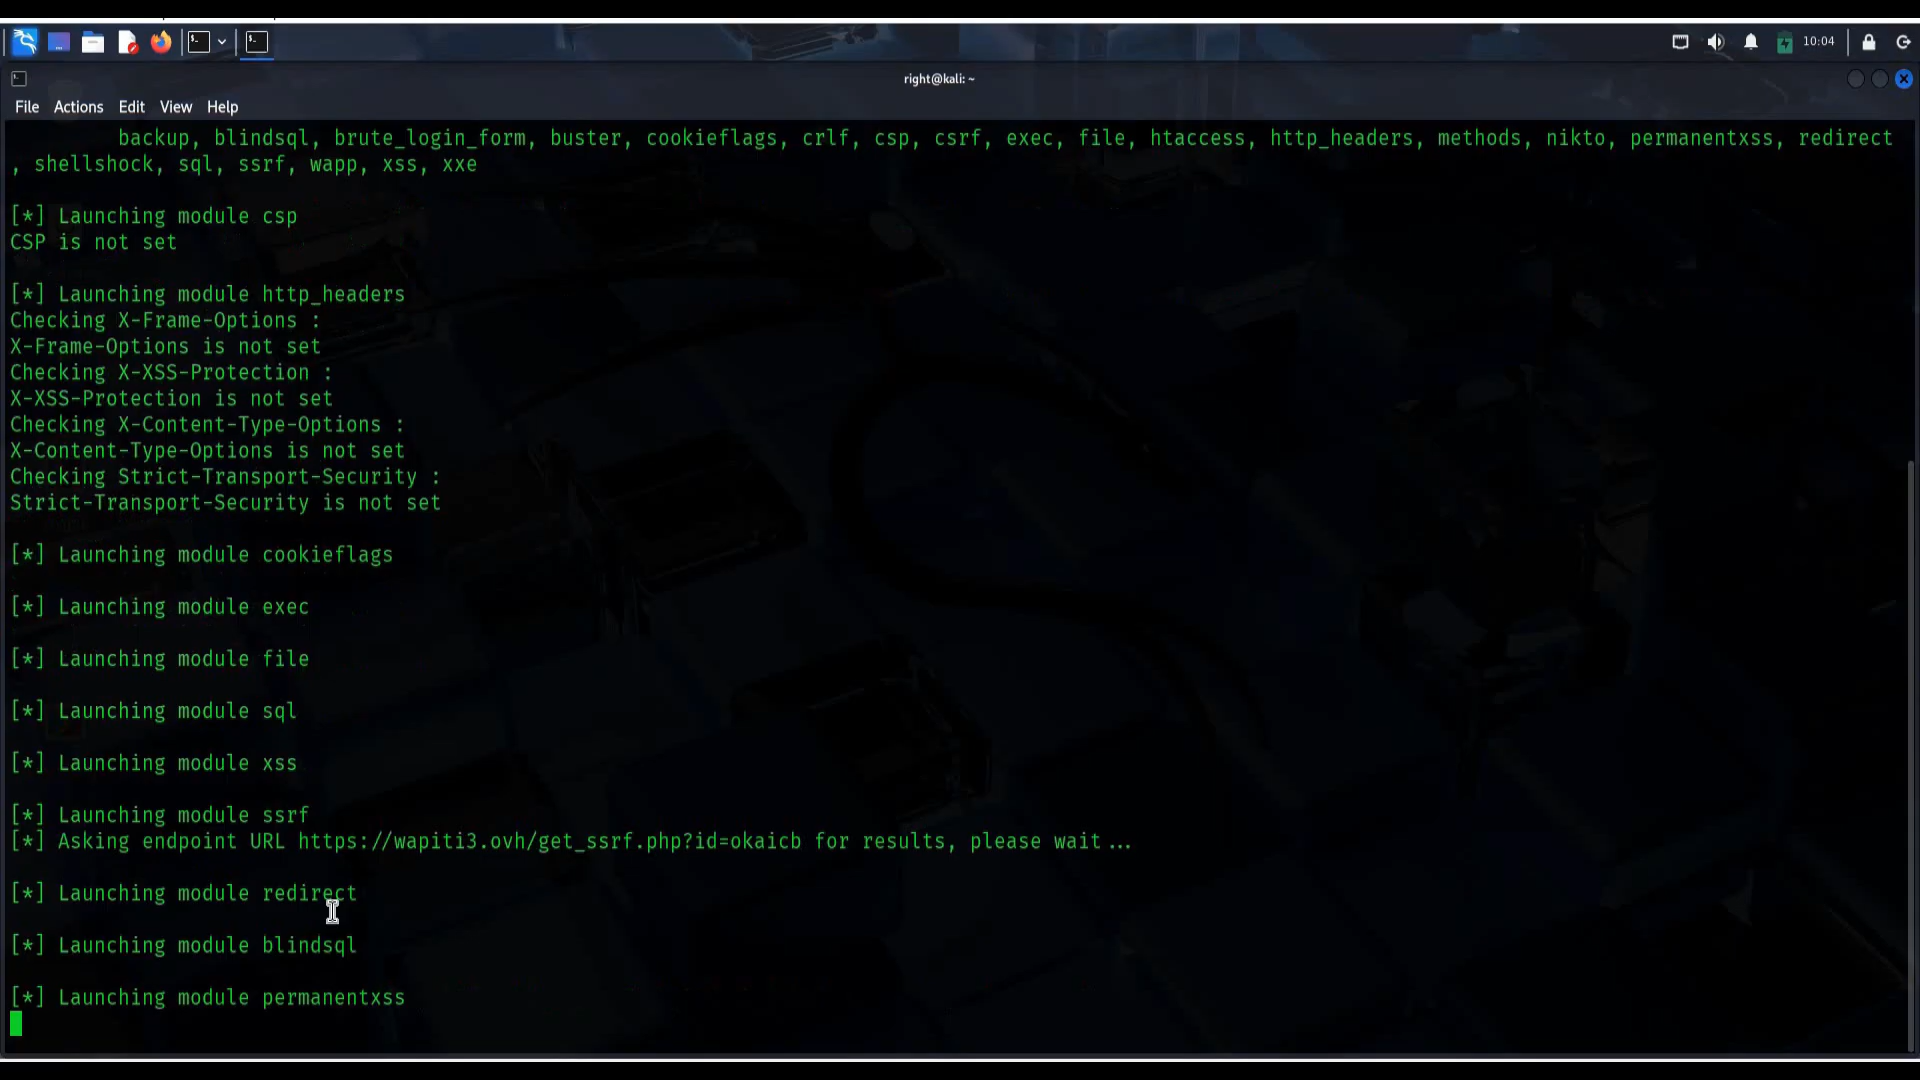 10:04
right@kali: ~
File Actions Edit View Help
backup, blindsql, brute_login_form, buster, cookieflags, crlf, csp, csrf, exec, file, htaccess, http_headers, methods, nikto, permanentxss, redirect
, shellshock, sql, ssrf, wapp, xss, xxe
[*] Launching module csp
CSP is not set
[*] Launching module http_headers
Checking X-Frame-Options :
X-Frame-Options is not set
Checking X-XSS-Protection :
X-XSS-Protection is not set
Checking X-Content-Type-Options :
X-Content-Type-Options is not set
Checking Strict-Transport-Security :
Strict-Transport-Security is not set
[*] Launching module cookieflags
[*] Launching module exec
[*] Launching module file
[*] Launching module sql
[*] Launching module xss
[*] Launching module ssrf
[*] Asking endpoint URL https://wapiti3.ovh/get_ssrf.php?id=okaicb for results, please wait...
[*] Launching module redirect
[*] Launching module blindsql
[*] Launching module permanentxss